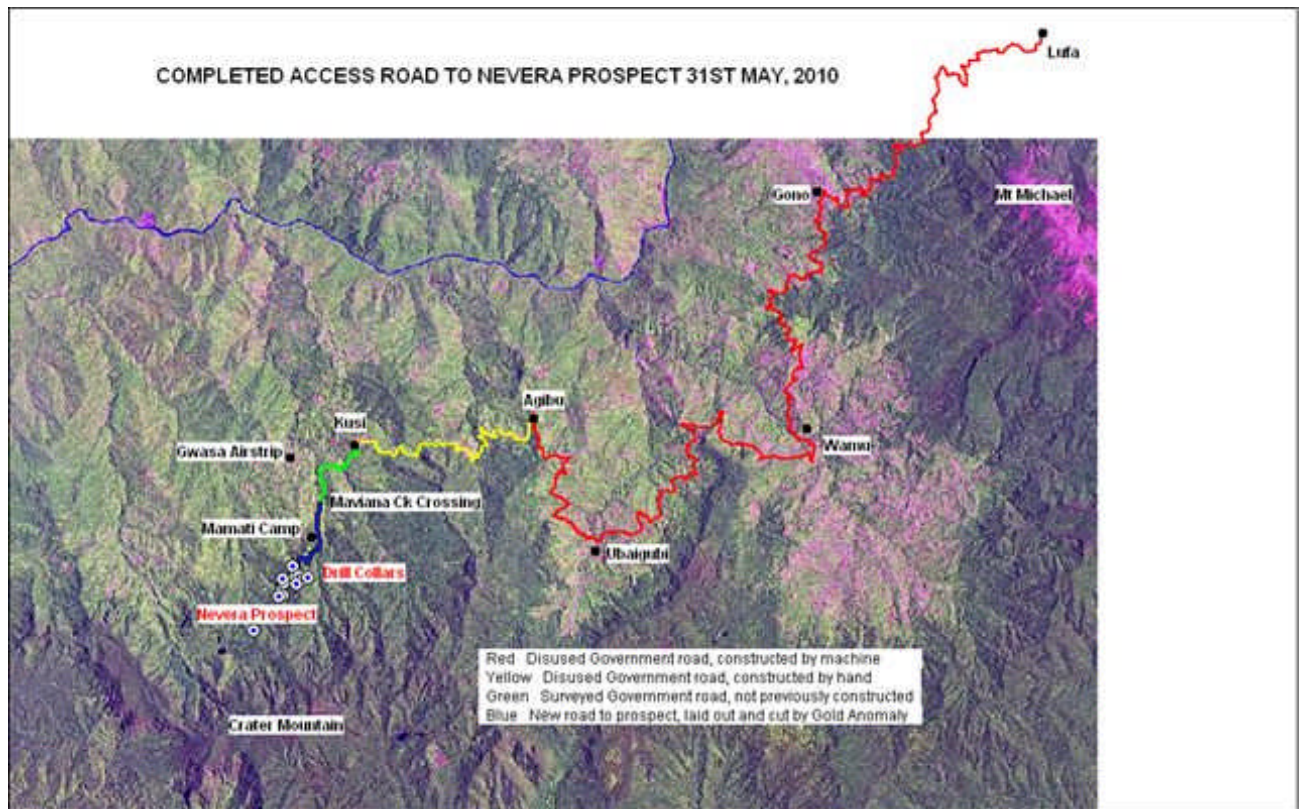 Lufa
COMPLETED ACCESS ROAD TO NEVERA PROSPECT 31ST MAY, 2010
Gono
Mt Michael
Agibu
Kusi
Wamu
Gwasa Airstrip
Maviana Ck Crossing
Mamati Camp
Ubaigubi
Drill Collars
Nevera Prospect
Red Disused Government road, constructed by machine
Yellow Disused Government road, constructed by hand
Green Surveyed Government road, not previously constructed
Blue New road to prospect, laid out and cut by Gold Anomaly
Crater Mountain